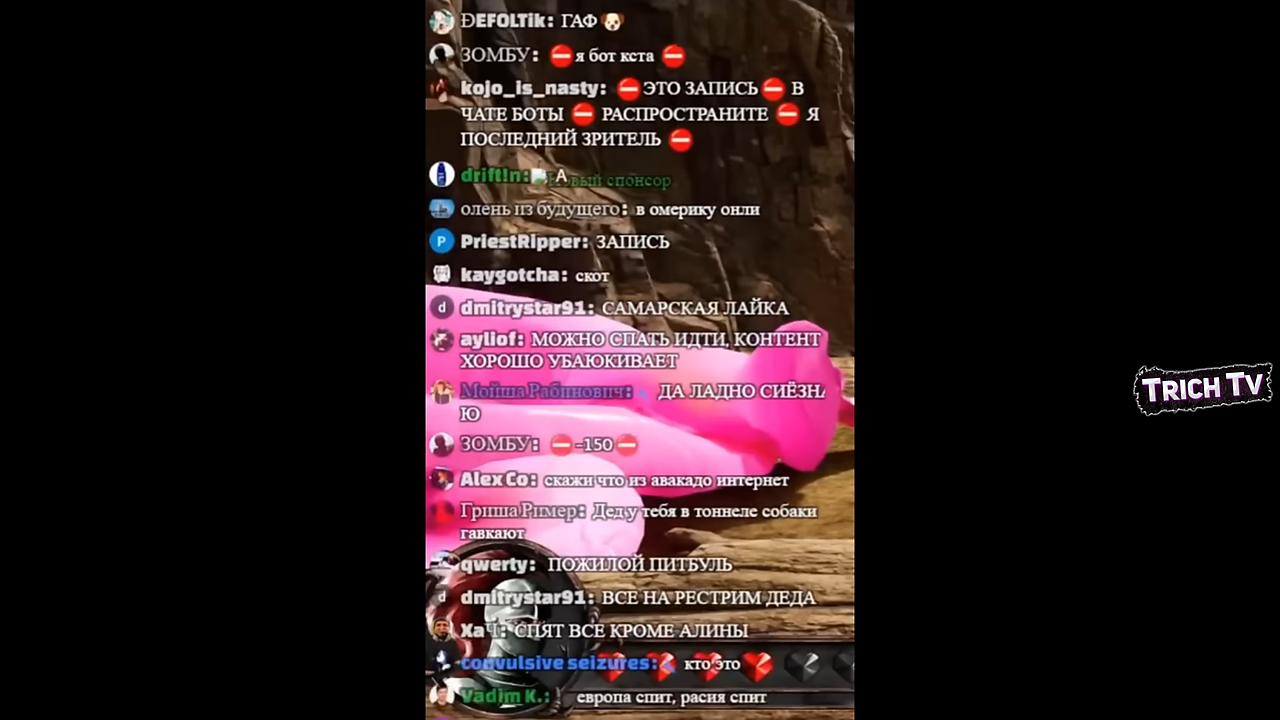 ĐEFOLTik: ГАФ
ЗОМБУ: я бот кста
kojo_is_nasty: ЭТО ЗАПИСЬ В
ЧАТЕ БОТЫ РАСПРОСТРАНИТЕ Я
ПОСЛЕДНИЙ ЗРИТЕЛЬ
drift!n: А Новый спонсор
олень из будущего: в омерику онли
P PriestRipper: ЗАПИСЬ
kaygotcha: скот
d dmitrystar91: САМАРСКАЯ ЛАЙКА
ayliof: МОЖНО СПАТЬ ИДТИ, КОНТЕНТ
ХОРОШО УБАЮКИВАЕТ
Мойша Рабинович: ДА ЛАДНО СИЁЗНА
Ю
ЗОМБУ: -150
Alex Co: скажи что из авакадо интернет
Гриша Ример: Дед у тебя в тоннеле собаки
гавкают
qwerty: ПОЖИЛОЙ ПИТБУЛЬ
d dmitrystar91: ВСЕ НА РЕСТРИМ ДЕДА
ХаЧ: СПЯТ ВСЕ КРОМЕ АЛИНЫ
convulsive seizures: кто это
Vadim K.: европа спит, расия спит
TRICH TV